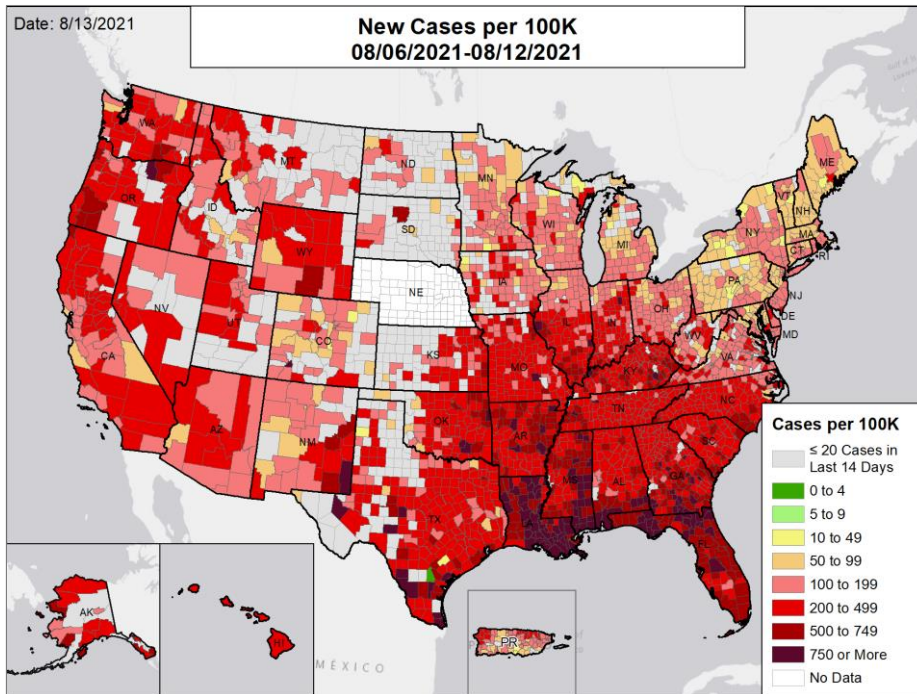 Date: 8/13/2021
New Cases per 100K
08/06/2021-08/12/2021
WA
MT
ND
MN
ME
OR
ID
SD
WI
MI
VT
NH
NY
MA
CT
RI
WY
IA
PA
NJ
NE
NV
UT
CO
IL
IN
OH
DE
MD
WV
VA
CA
KS
MO
KY
AZ
NM
OK
AR
TN
NC
SC
TX
LA
MS
AL
GA
FL
AK
HI
PR
MÉXICO
Cases per 100K
≤ 20 Cases in
Last 14 Days
0 to 4
5 to 9
10 to 49
50 to 99
100 to 199
200 to 499
500 to 749
750 or More
No Data